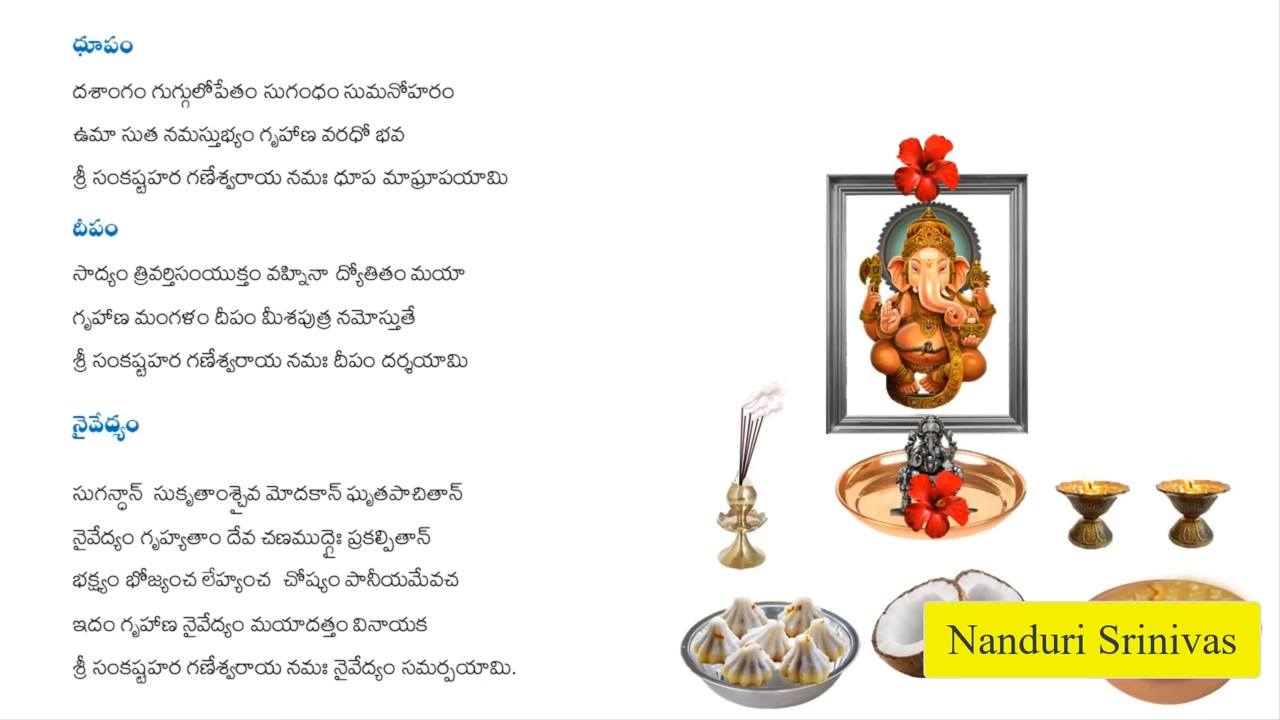 ధూపం
దశాంగం గుగ్గులోపేతం సుగంధం సుమనోహరం
ఉమా సుత నమస్తుభ్యం గృహాణ వరధో భవ
శ్రీ సంకష్టహర గణేశ్వరాయ నమః ధూప మాఘ్రాపయామి
దీపం
సాద్యం త్రివర్తిసంయుక్తం వహ్నినా ద్యోతితం మయా
గృహాణ మంగళం దీపం మీశపుత్ర నమోస్తుతే
శ్రీ సంకష్టహర గణేశ్వరాయ నమః దీపం దర్శయామి
నైవేద్యం
సుగన్ధాన్ సుకృతాంశ్చైవ మోదకాన్ ఘృతపాచితాన్
నైవేద్యం గృహ్యతాం దేవ చణముద్గైః ప్రకల్పితాన్
భక్ష్యం భోజ్యంచ లేహ్యంచ చోష్యం పానీయమేవచ
ఇదం గృహాణ నైవేద్యం మయాదత్తం వినాయక
శ్రీ సంకష్టహర గణేశ్వరాయ నమః నైవేద్యం సమర్పయామి.
Nanduri Srinivas